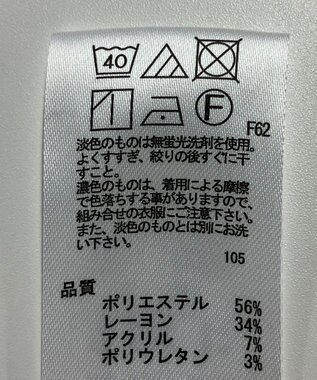 40
F
F62
淡色のものは無蛍光洗剤を使用。
よくすすぎ、絞りの後すぐに干
すこと。
濃色のものは、着用による摩擦
で色落ちする事がありますので、
組み合せの衣服にご注意下さい。
また、淡色のものとは別にお洗
い下さい。
105
品質
ポリエステル 56%
レーヨン 34%
アクリル 7%
ポリウレタン 3%